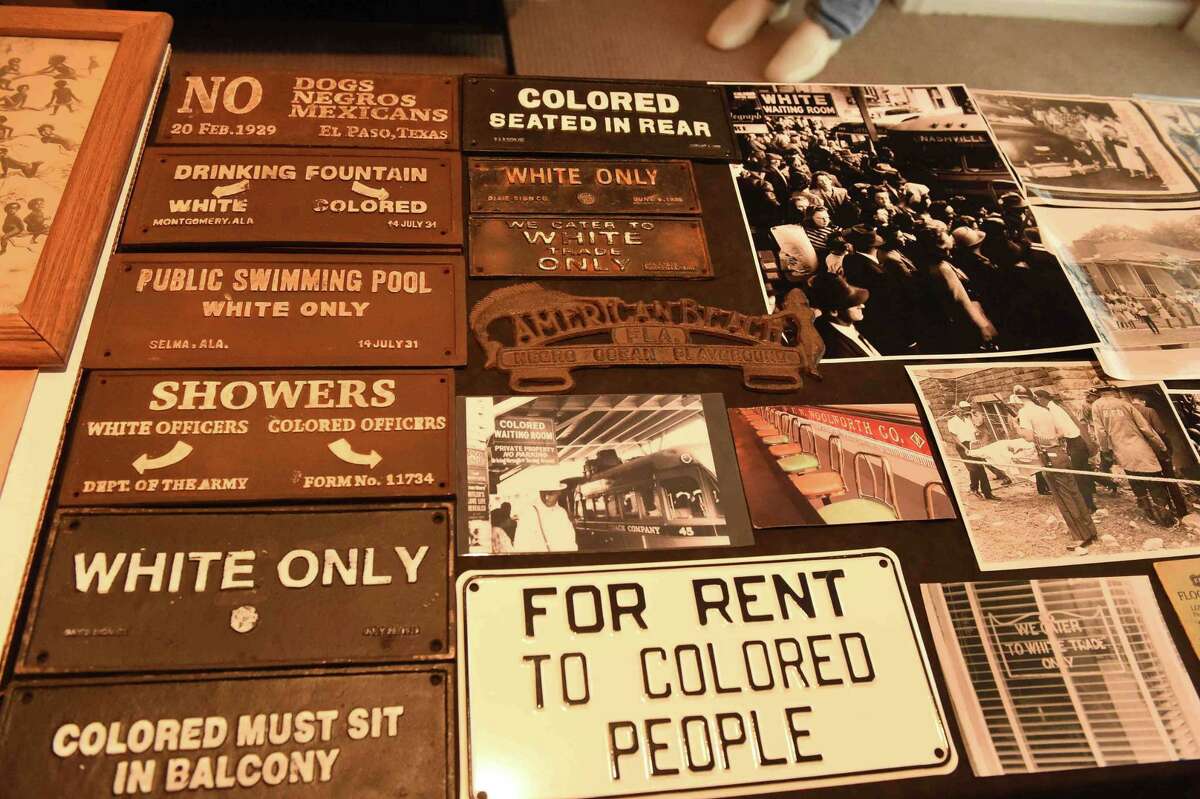 NO DOGS
NEGROS
MEXICANS
20 FEB. 1929 EL PASO, TEXAS
DRINKING FOUNTAIN
WHITE COLORED
MONTGOMERY, ALA 14 JULY 31
PUBLIC SWIMMING POOL
WHITE ONLY
SELMA, ALA. 14 JULY 31
SHOWERS
WHITE OFFICERS COLORED OFFICERS
DEPT. OF THE ARMY FORM No. 11734
WHITE ONLY
COLORED MUST SIT
IN BALCONY
COLORED
SEATED IN REAR
WHITE ONLY
DIXIE SIGN CO.
WE CATER TO
WHITE
TRADE
ONLY
AMERICAN BEACH
FLA.
NEGRO OCEAN PLAYGROUND
COLORED
WAITING ROOM
PRIVATE PROPERTY
NO PARKING
COMPANY 45
F.W. WOOLWORTH CO.
FOR RENT
TO COLORED
PEOPLE
WHITE
WAITING ROOM
NASHVILLE
WE CATER
TO WHITE TRADE
ONLY